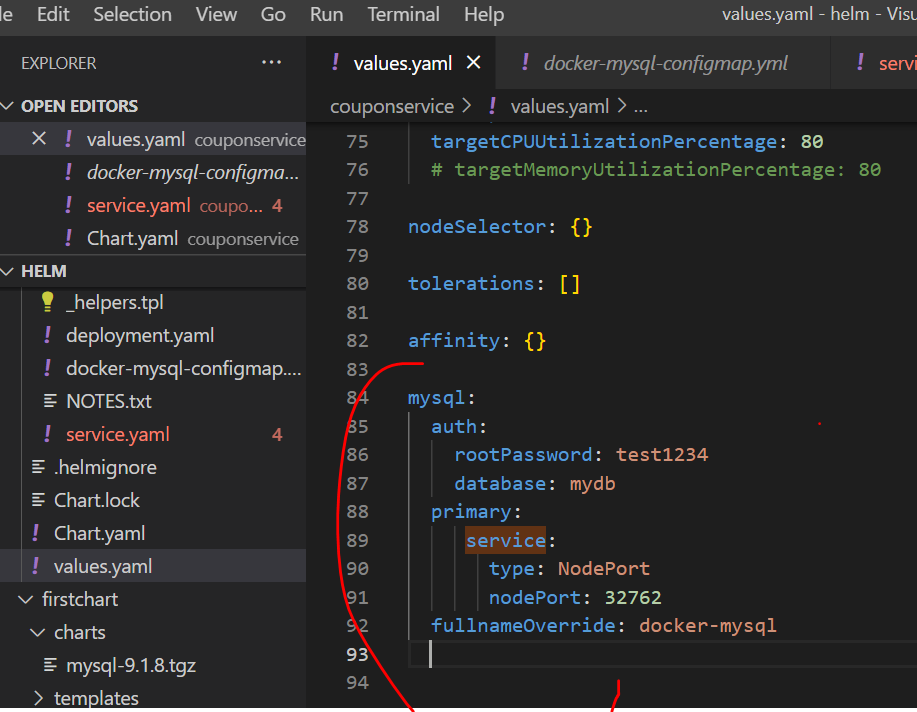 le Edit Selection View Go Run Terminal Help values.yaml - helm - Visu
EXPLORER ...
OPEN EDITORS
values.yaml couponservice
docker-mysql-configma...
service.yaml coupo... 4
Chart.yaml couponservice
HELM
_helpers.tpl
deployment.yaml
docker-mysql-configmap....
NOTES.txt
service.yaml 4
.helmignore
Chart.lock
Chart.yaml
values.yaml
firstchart
charts
mysql-9.1.8.tgz
templates
! values.yaml × ! docker-mysql-configmap.yml ! servi
couponservice > ! values.yaml > ...
75 targetCPUUtilizationPercentage: 80
76 # targetMemoryUtilizationPercentage: 80
77
78 nodeSelector: {}
79
80 tolerations: []
81
82 affinity: {}
83
84 mysql:
85 auth:
86 rootPassword: test1234
87 database: mydb
88 primary:
89 service:
90 type: NodePort
91 nodePort: 32762
92 fullnameOverride: docker-mysql
93
94